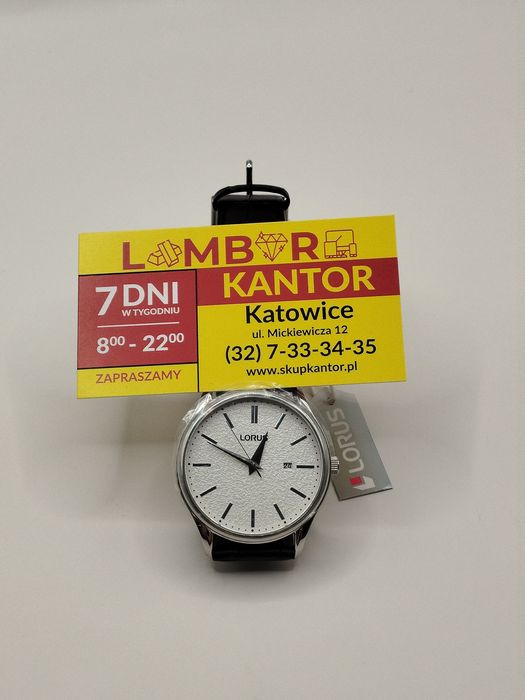 LOMBARD
KANTOR
7 DNI
W TYGODNIU
8⁰⁰ - 22⁰⁰
ZAPRASZAMY
Katowice
ul. Mickiewicza 12
(32) 7-33-34-35
www.skupkantor.pl
LORUS
LORUS